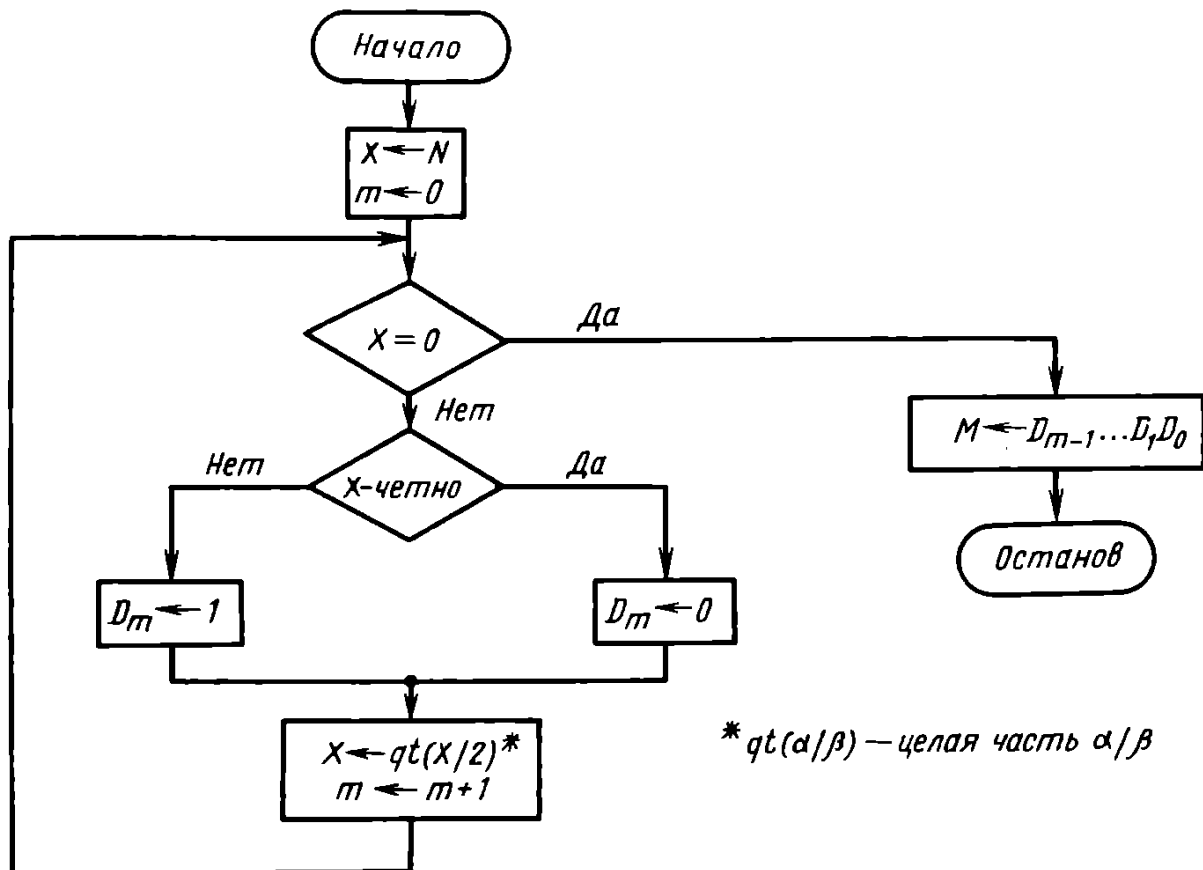 Начало
X ← N
m ← 0
X = 0
Да
Нет
M ← D_{m-1}...D_1D_0
X-четно
Нет
Да
Останов
D_m ← 1
D_m ← 0
X ← qt(X/2)*
m ← m+1
* qt(α/β) — целая часть α/β